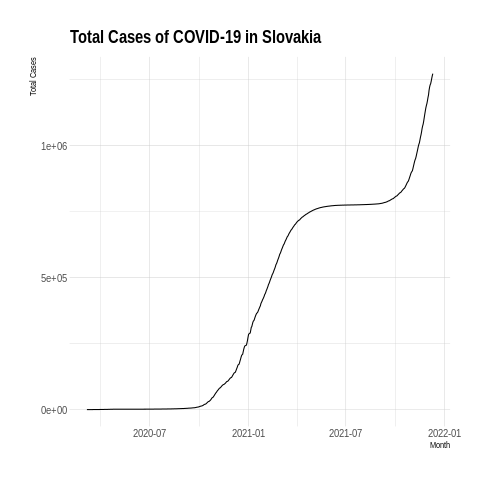 Total Cases of COVID-19 in Slovakia
Total Cases
1e+06
5e+05
0e+00
2020-07 2021-01 2021-07 2022-01
Month